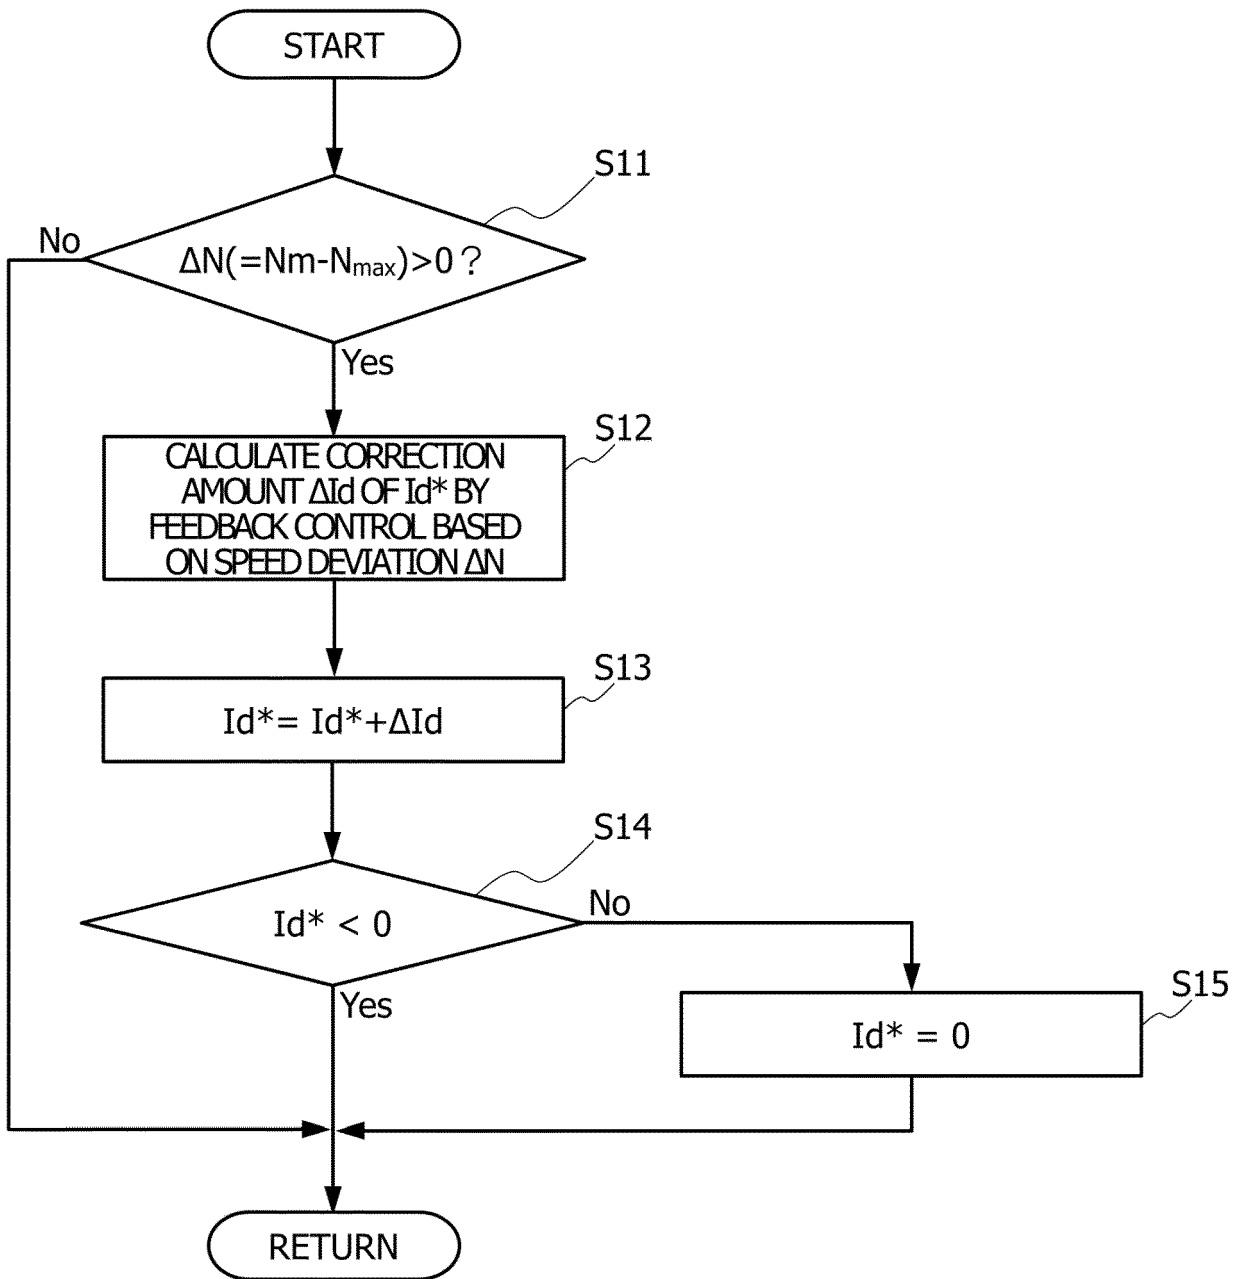 START
S11
No
ΔN(=Nm-Nmax)>0?
Yes
S12
CALCULATE CORRECTION
AMOUNT ΔId OF Id* BY
FEEDBACK CONTROL BASED
ON SPEED DEVIATION ΔN
S13
Id*= Id*+ΔId
S14
Id* < 0
No
Yes
S15
Id* = 0
RETURN